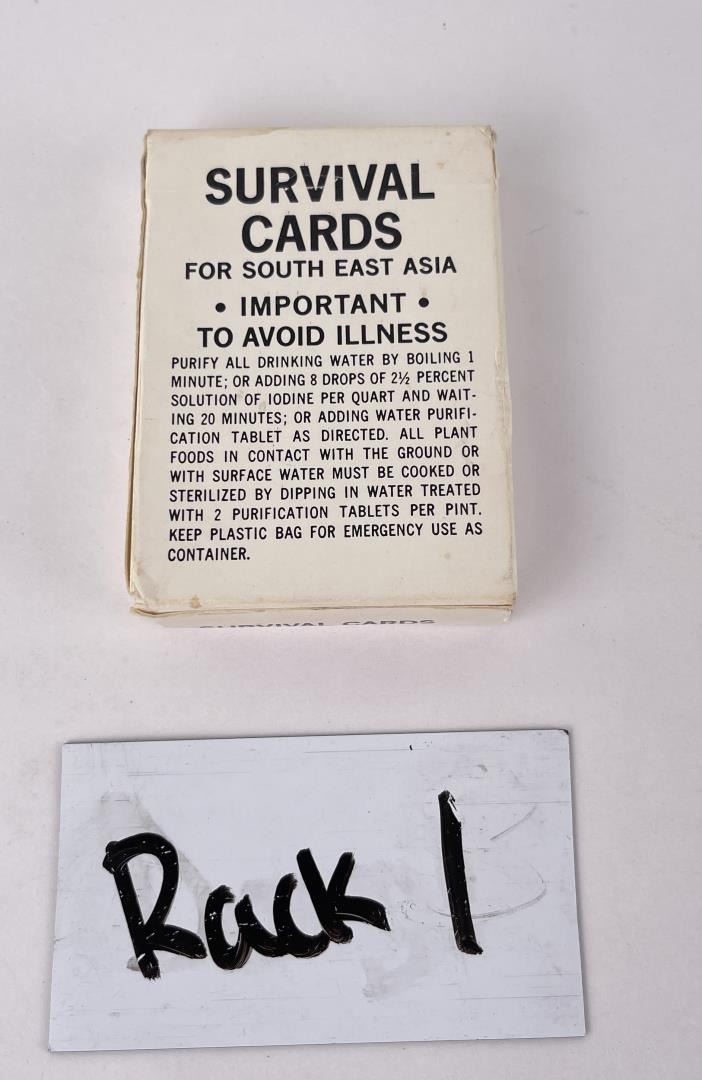 SURVIVAL
CARDS
FOR SOUTH EAST ASIA
• IMPORTANT •
TO AVOID ILLNESS
PURIFY ALL DRINKING WATER BY BOILING 1
MINUTE; OR ADDING 8 DROPS OF 2½ PERCENT
SOLUTION OF IODINE PER QUART AND WAIT-
ING 20 MINUTES; OR ADDING WATER PURIFI-
CATION TABLET AS DIRECTED. ALL PLANT
FOODS IN CONTACT WITH THE GROUND OR
WITH SURFACE WATER MUST BE COOKED OR
STERILIZED BY DIPPING IN WATER TREATED
WITH 2 PURIFICATION TABLETS PER PINT.
KEEP PLASTIC BAG FOR EMERGENCY USE AS
CONTAINER.
SURVIVAL CARDS
Rack 1